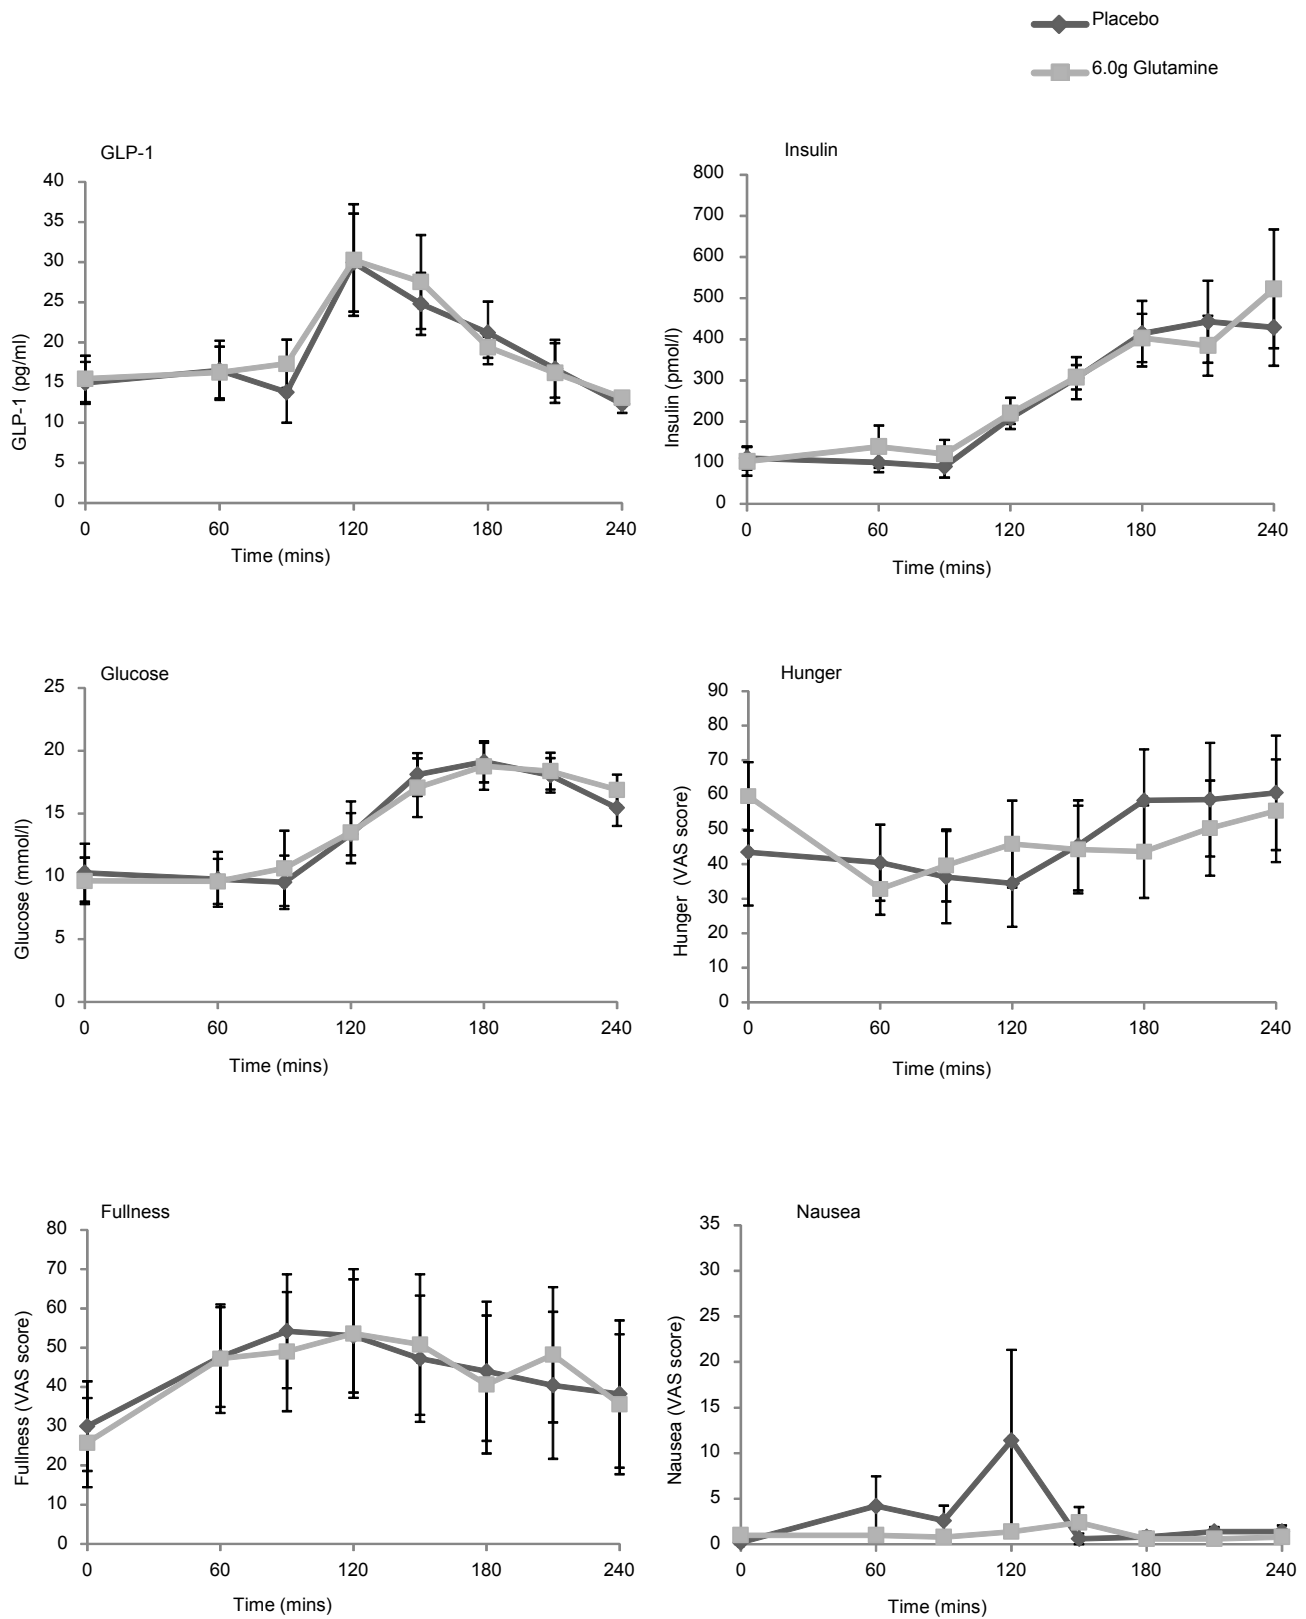 Placebo
6.0g Glutamine
GLP-1
40
35
30
25
20
15
10
5
0
GLP-1 (pg/ml)
0 60 120 180 240
Time (mins)
Insulin
800
700
600
500
400
300
200
100
0
Insulin (pmol/l)
0 60 120 180 240
Time (mins)
Glucose
25
20
15
10
5
0
Glucose (mmol/l)
0 60 120 180 240
Time (mins)
Hunger
90
80
70
60
50
40
30
20
10
0
Hunger (VAS score)
0 60 120 180 240
Time (mins)
Fullness
80
70
60
50
40
30
20
10
0
Fullness (VAS score)
0 60 120 180 240
Time (mins)
Nausea
35
30
25
20
15
10
5
0
Nausea (VAS score)
0 60 120 180 240
Time (mins)